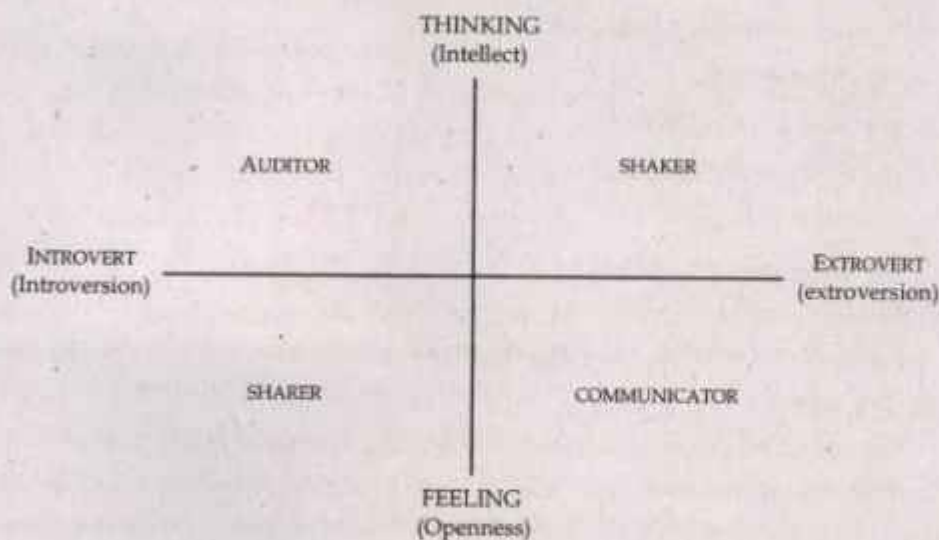 THINKING
(Intellect)
AUDITOR
SHAKER
INTROVERT
(Introversion)
EXTROVERT
(extroversion)
SHARER
COMMUNICATOR
FEELING
(Openness)